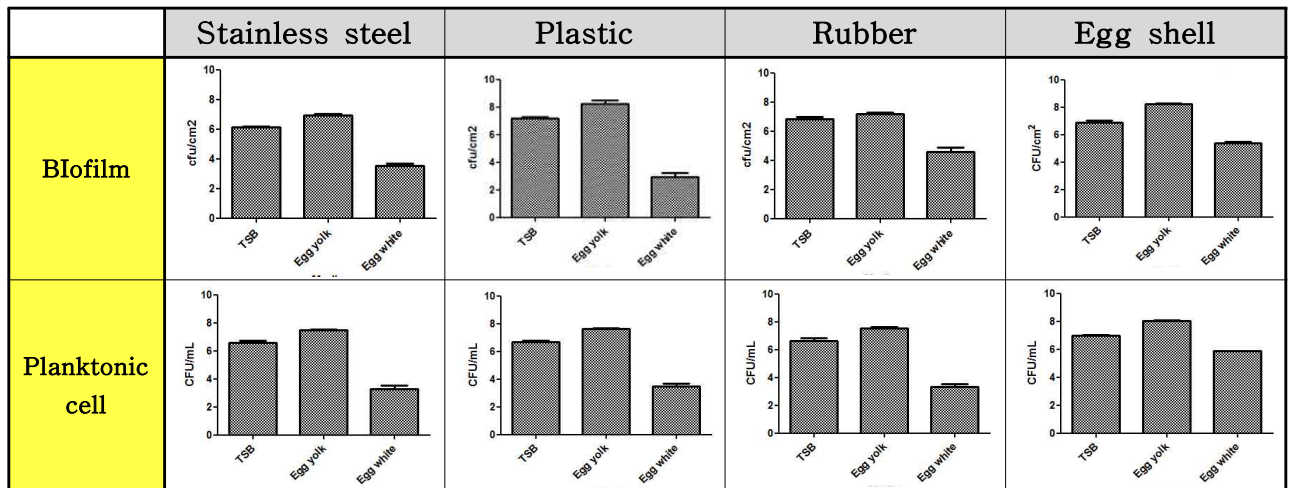 Stainless steel
Plastic
Rubber
Egg shell
BIofilm
cfu/cm2
10
8
6
4
2
0
TSB
Egg yolk
Egg white
cfu/cm2
10
8
6
4
2
0
TSB
Egg yolk
Egg white
cfu/cm2
10
8
6
4
2
0
TSB
Egg yolk
Egg white
CFU/cm²
10
8
6
4
2
0
TSB
Egg yolk
Egg white
Planktonic
cell
CFU/mL
10
8
6
4
2
0
TSB
Egg yolk
Egg white
CFU/mL
10
8
6
4
2
0
TSB
Egg yolk
Egg white
CFU/mL
10
8
6
4
2
0
TSB
Egg yolk
Egg white
CFU/mL
10
8
6
4
2
0
TSB
Egg yolk
Egg white